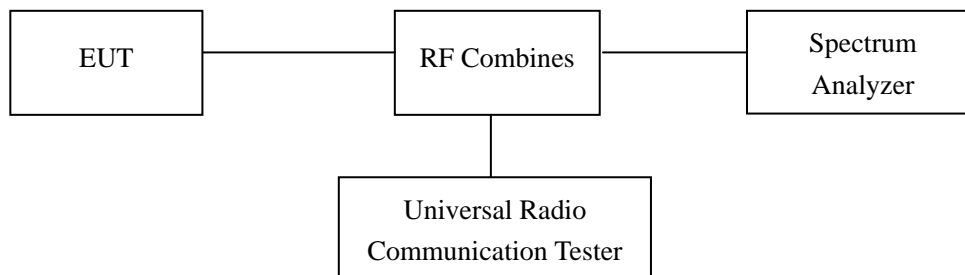 EUT
RF Combines
Spectrum
Analyzer
Universal Radio
Communication Tester